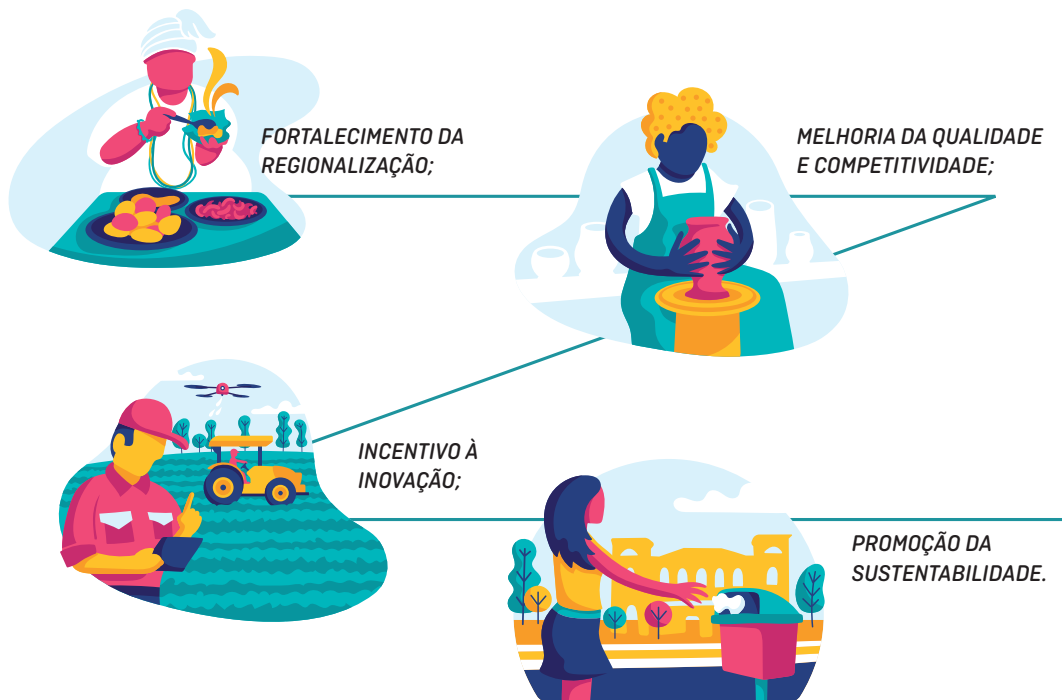 FORTALECIMENTO DA
REGIONALIZAÇÃO;
MELHORIA DA QUALIDADE
E COMPETITIVIDADE;
INCENTIVO À
INOVAÇÃO;
PROMOÇÃO DA
SUSTENTABILIDADE.